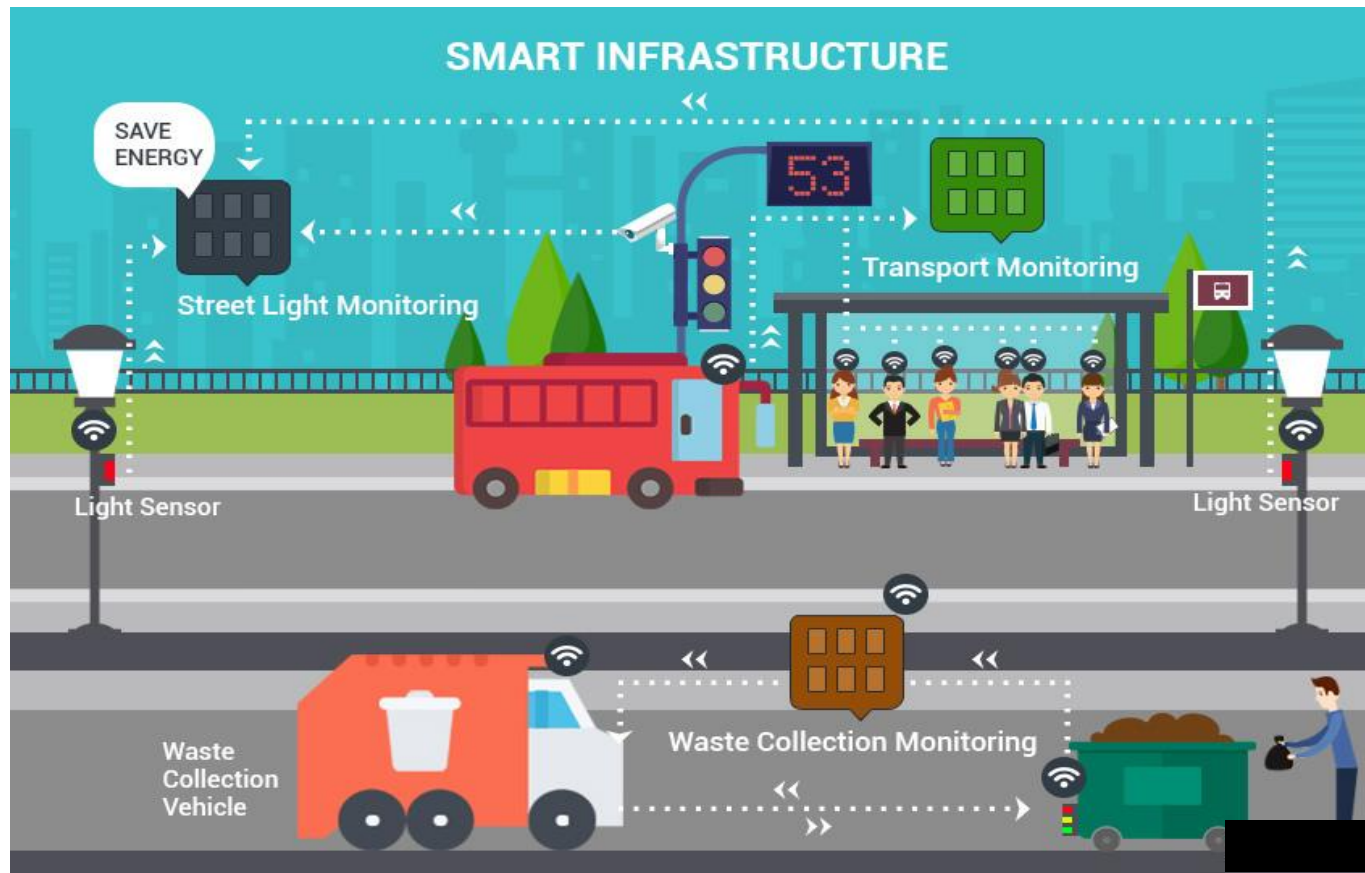 SMART INFRASTRUCTURE
SAVE
ENERGY
53
Street Light Monitoring
Transport Monitoring
Light Sensor
Light Sensor
Waste Collection Monitoring
Waste
Collection
Vehicle